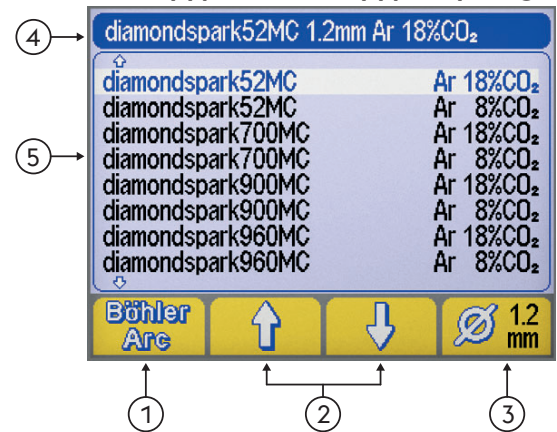 4
diamondspark52MC 1.2mm Ar 18%CO₂
diamondspark52MC Ar 18%CO₂
diamondspark52MC Ar 8%CO₂
5
diamondspark700MC Ar 18%CO₂
diamondspark700MC Ar 8%CO₂
diamondspark900MC Ar 18%CO₂
diamondspark900MC Ar 8%CO₂
diamondspark960MC Ar 18%CO₂
diamondspark960MC Ar 8%CO₂
Böhler
Arc
1.2
mm
1
2
3